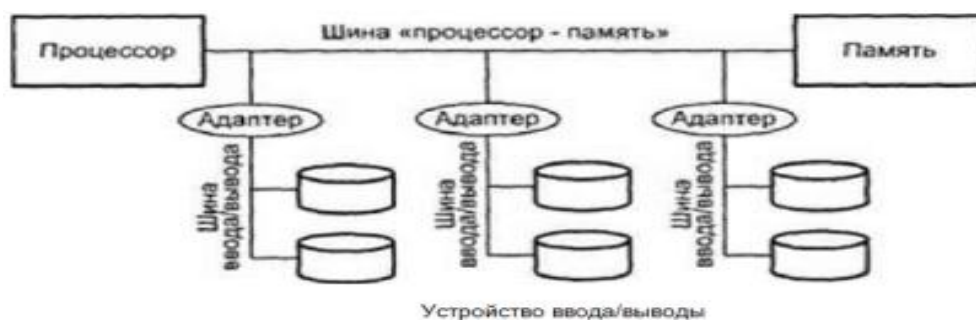 Шина «процессор - память»
Процессор
Память
Адаптер
Адаптер
Адаптер
Шина
ввода/вывода
Шина
ввода/вывода
Шина
ввода/вывода
Устройство ввода/выводы